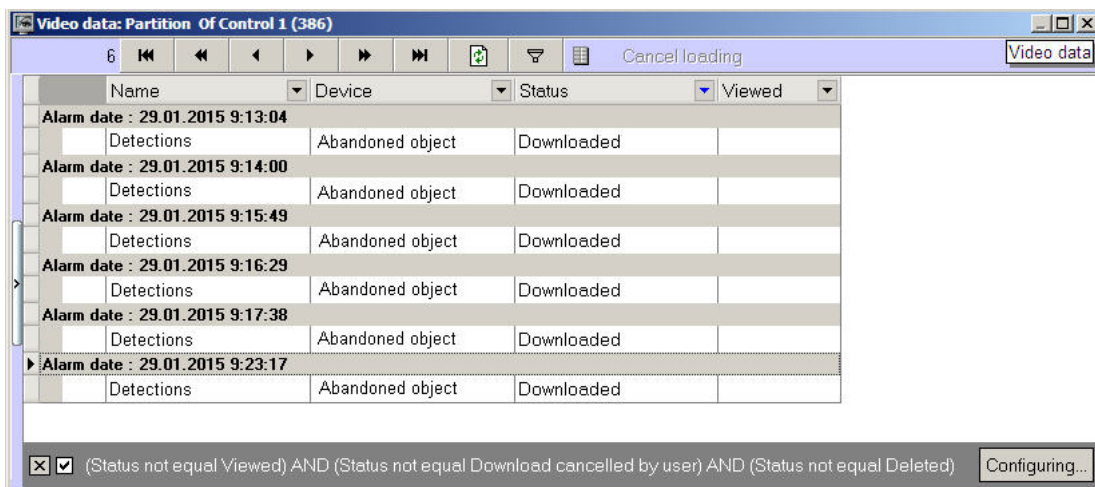 Video data: Partition Of Control 1 (386)
6 Cancel loading Video data
Name Device Status Viewed
Alarm date : 29.01.2015 9:13:04
Detections Abandoned object Downloaded
Alarm date : 29.01.2015 9:14:00
Detections Abandoned object Downloaded
Alarm date : 29.01.2015 9:15:49
Detections Abandoned object Downloaded
Alarm date : 29.01.2015 9:16:29
Detections Abandoned object Downloaded
Alarm date : 29.01.2015 9:17:38
Detections Abandoned object Downloaded
Alarm date : 29.01.2015 9:23:17
Detections Abandoned object Downloaded
(Status not equal Viewed) AND (Status not equal Download cancelled by user) AND (Status not equal Deleted) Configuring...